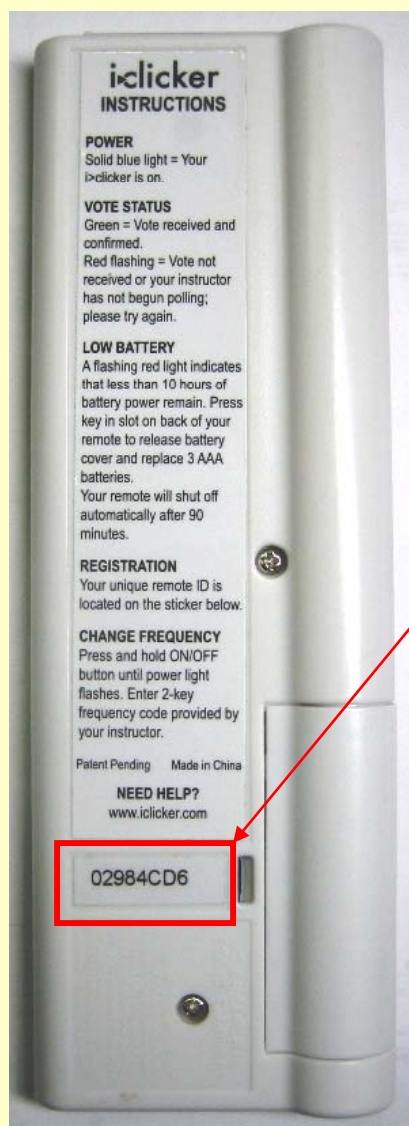 i>clicker
INSTRUCTIONS
POWER
Solid blue light = Your
i>clicker is on.
VOTE STATUS
Green = Vote received and
confirmed.
Red flashing = Vote not
received or your instructor
has not begun polling;
please try again.
LOW BATTERY
A flashing red light indicates
that less than 10 hours of
battery power remain. Press
key in slot on back of your
remote to release battery
cover and replace 3 AAA
batteries.
Your remote will shut off
automatically after 90
minutes.
REGISTRATION
Your unique remote ID is
located on the sticker below.
CHANGE FREQUENCY
Press and hold ON/OFF
button until power light
flashes. Enter 2-key
frequency code provided by
your instructor.
Patent Pending Made in China
NEED HELP?
www.iclicker.com
02984CD6